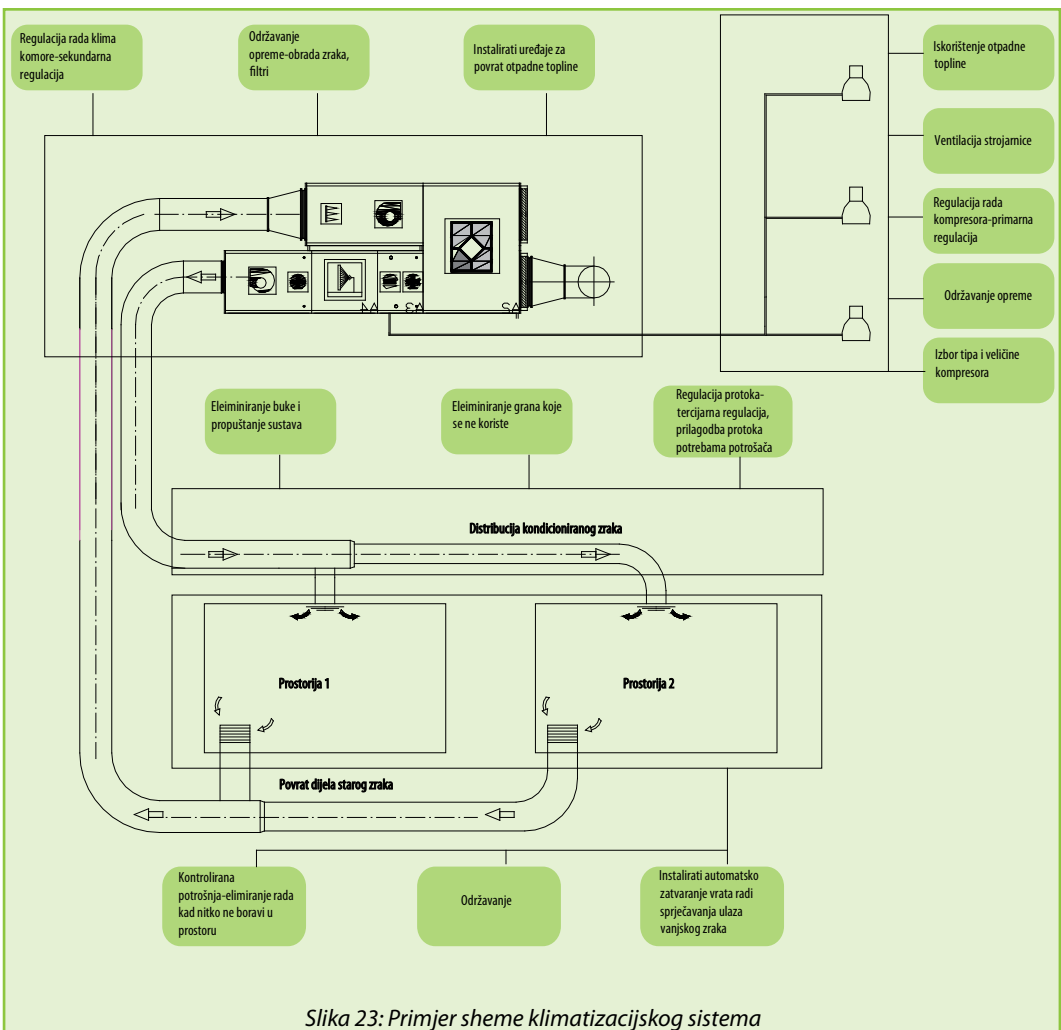 Regulacija rada klima
komore-sekundarna
regulacija
Održavanje
opreme-obrada zraka,
filtri
Instalirati uređaje za
povrat otpadne topline
Iskorištenje otpadne
topline
Ventilacija strojarnice
Regulacija rada
kompresora-primarna
regulacija
Održavanje opreme
Izbor tipa i veličine
kompresora
A4
A3
A2
Eleiminiranje buke i
propuštanje sustava
Eleiminiranje grana koje
se ne koriste
Regulacija protoka-
tercijarna regulacija,
prilagodba protoka
potrebama potrošača
Distribucija kondicioniranog zraka
Prostorija 1
Prostorija 2
Povrat dijela starog zraka
Kontrolirana
potrošnja-elimiranje rada
kad nitko ne boravi u
prostoru
Održavanje
Instalirati automatsko
zatvaranje vrata radi
sprječavanja ulaza
vanjskog zraka
Slika 23: Primjer sheme klimatizacijskog sistema